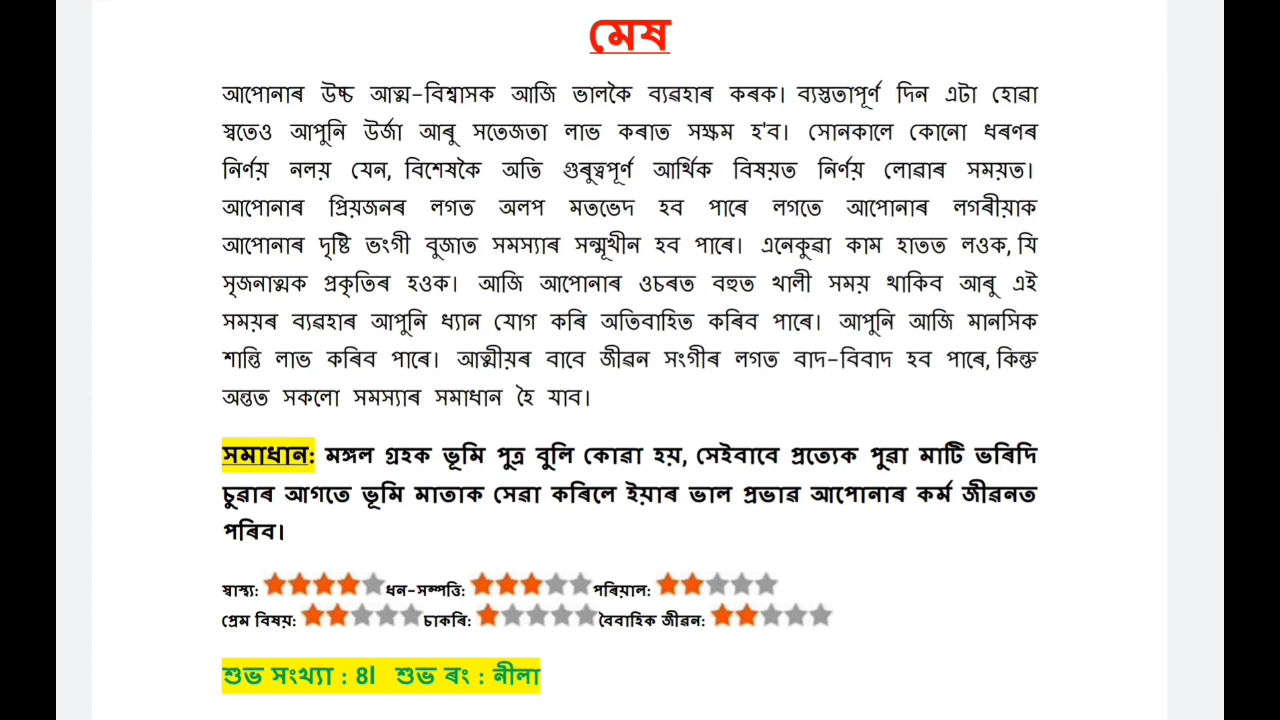 মেষ
আপোনাৰ উচ্চ আত্ম-বিশ্বাসক আজি ভালকৈ ব্যৱহাৰ কৰক। ব্যস্ততাপূৰ্ণ দিন এটা হোৱা
স্বতেও আপুনি উৰ্জা আৰু সতেজতা লাভ কৰাত সক্ষম হ'ব। সোনকালে কোনো ধৰণৰ
নিৰ্ণয় নলয় যেন, বিশেষকৈ অতি গুৰুত্বপূৰ্ণ আৰ্থিক বিষয়ত নিৰ্ণয় লোৱাৰ সময়ত।
আপোনাৰ প্ৰিয়জনৰ লগত অলপ মতভেদ হব পাৰে লগতে আপোনাৰ লগৰীয়াক
আপোনাৰ দৃষ্টি ভংগী বুজাত সমস্যাৰ সন্মূখীন হব পাৰে। এনেকুৱা কাম হাতত লওক, যি
সৃজনাত্মক প্ৰকৃতিৰ হওক। আজি আপোনাৰ ওচৰত বহুত খালী সময় থাকিব আৰু এই
সময়ৰ ব্যৱহাৰ আপুনি ধ্যান যোগ কৰি অতিবাহিত কৰিব পাৰে। আপুনি আজি মানসিক
শান্তি লাভ কৰিব পাৰে। আত্মীয়ৰ বাবে জীৱন সংগীৰ লগত বাদ-বিবাদ হব পাৰে, কিন্তু
অন্তত সকলো সমস্যাৰ সমাধান হৈ যাব।
সমাধান: মঙ্গল গ্ৰহক ভূমি পুত্ৰ বুলি কোৱা হয়, সেইবাবে প্ৰত্যেক পুৱা মাটি ভৰিদি
চুৱাৰ আগতে ভূমি মাতাক সেৱা কৰিলে ইয়াৰ ভাল প্ৰভাৱ আপোনাৰ কৰ্ম জীৱনত
পৰিব।
স্বাস্থ্য: ধন-সম্পত্তি: পৰিয়াল:
প্ৰেম বিষয়: চাকৰি: বৈবাহিক জীৱন:
শুভ সংখ্যা : 8। শুভ ৰং : নীলা